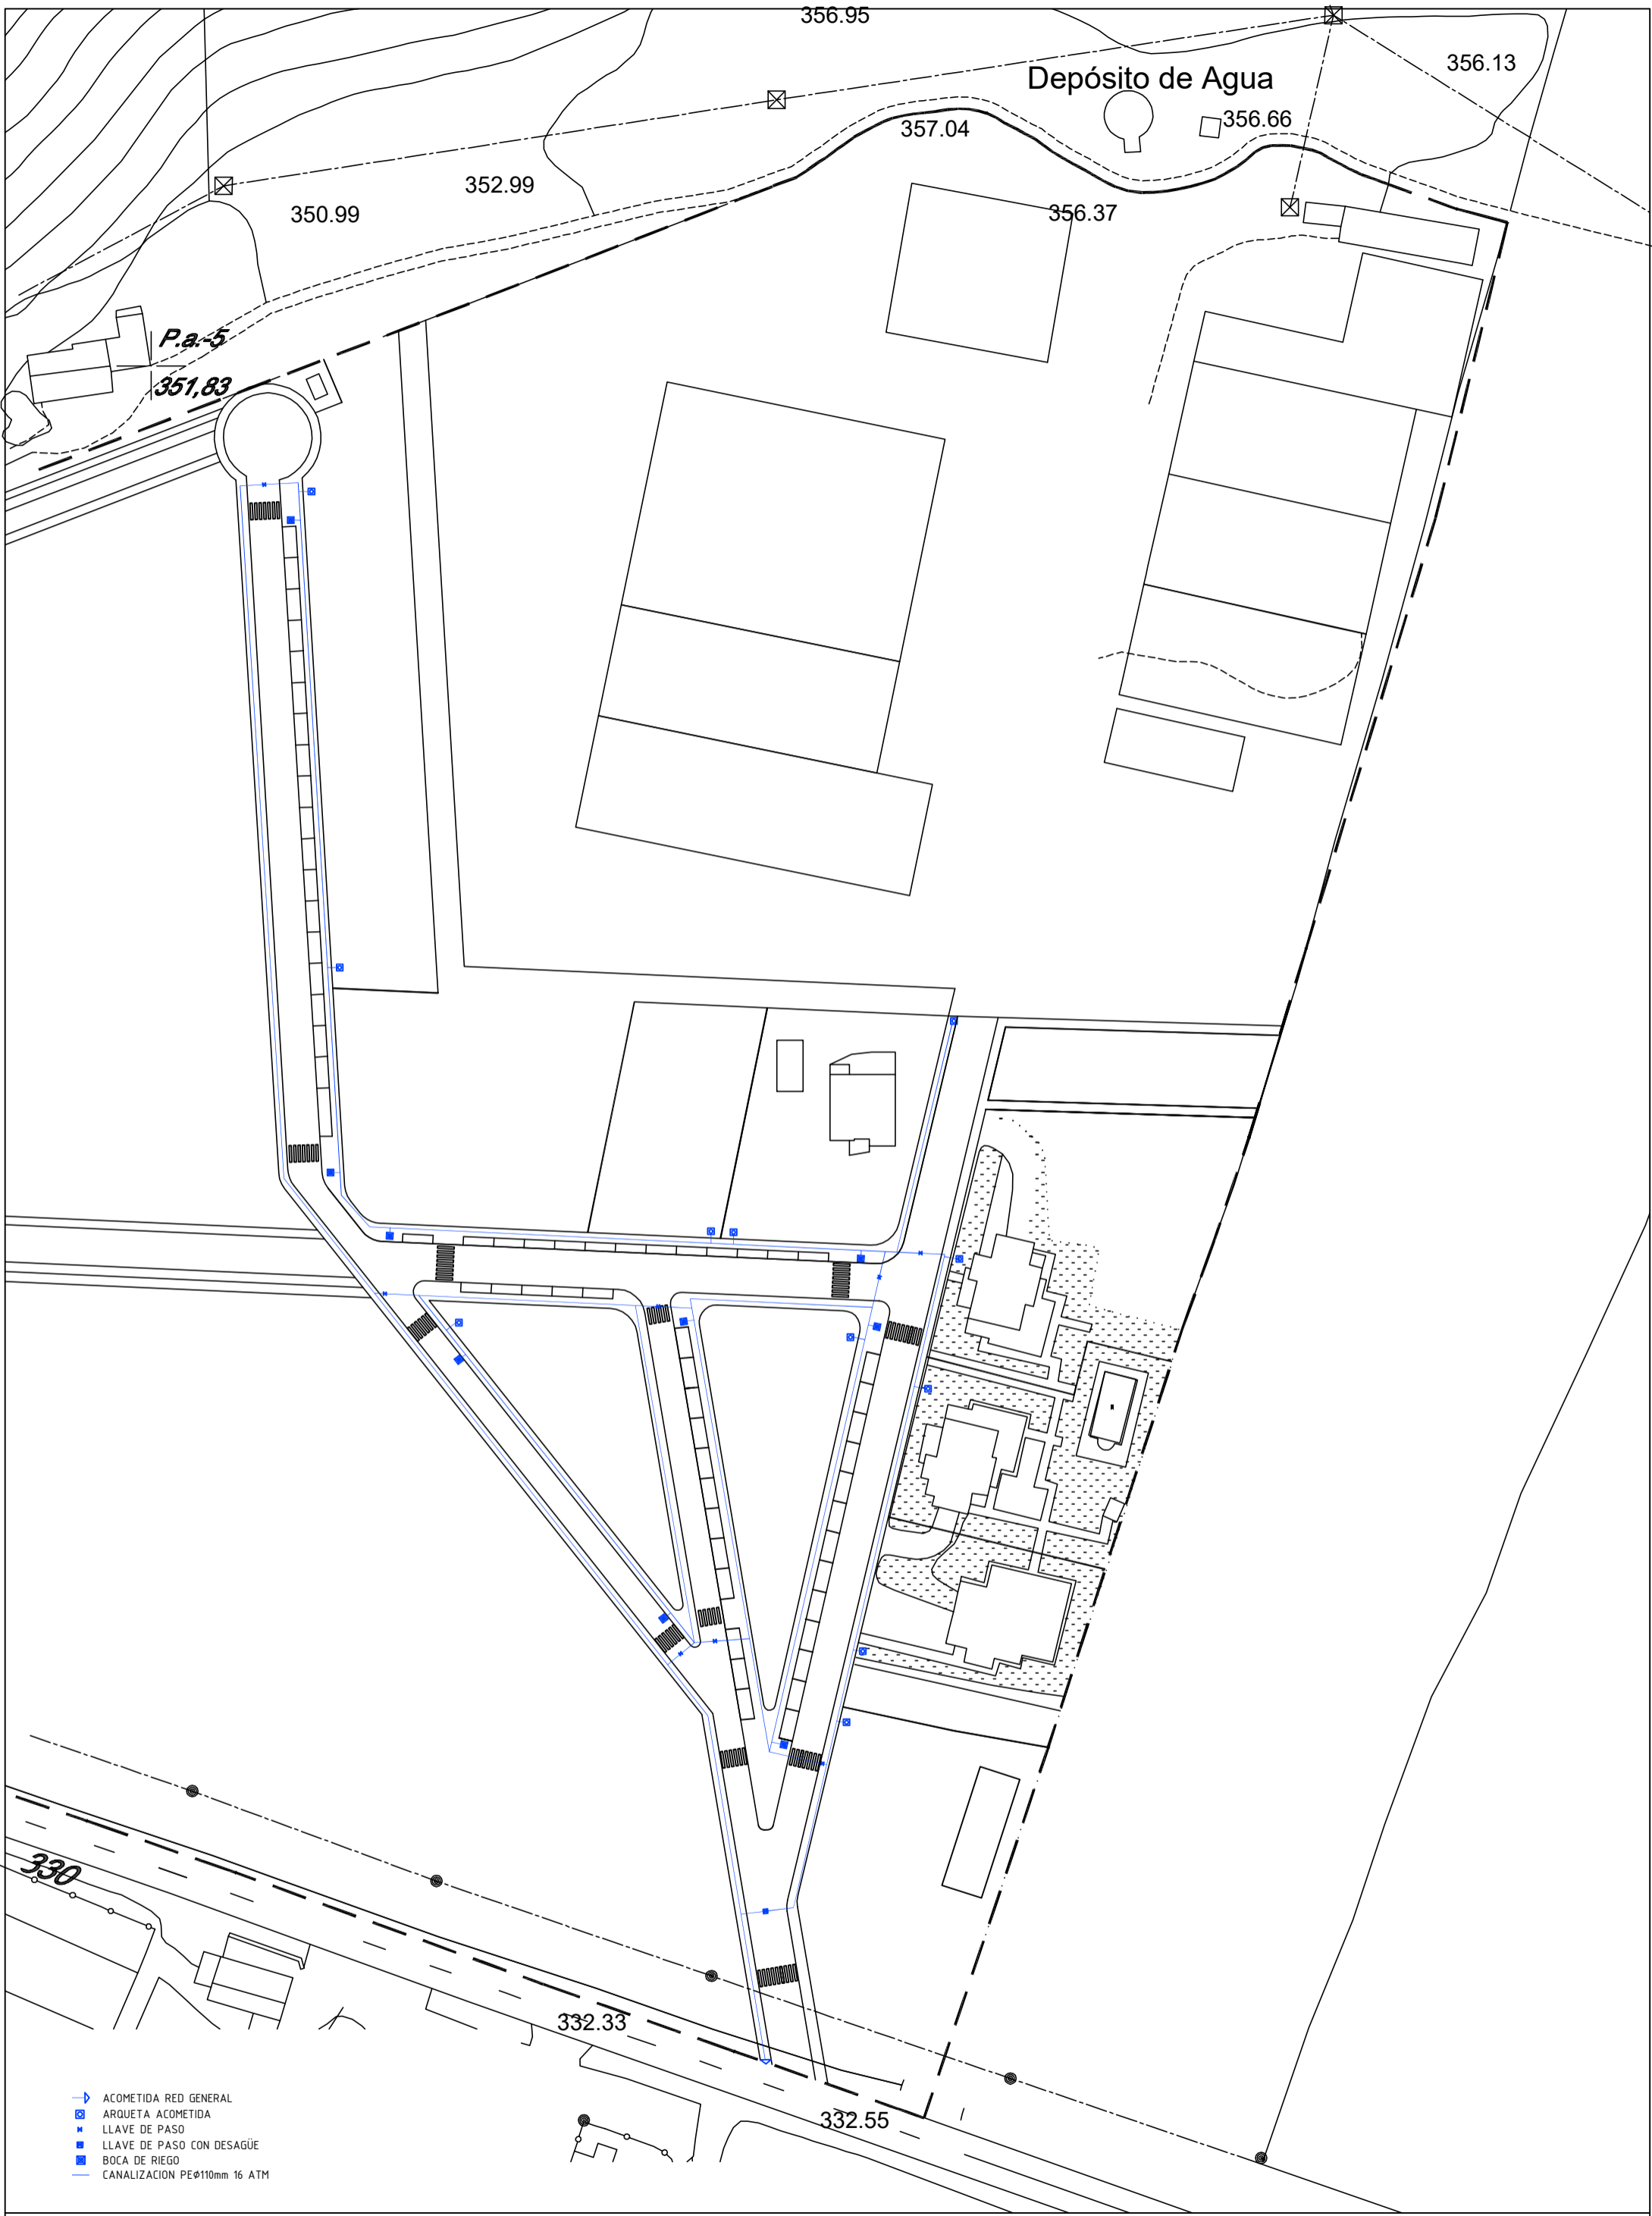 356.95
356.13
Depósito de Agua
356.66
357.04
352.99
350.99
356.37
P.a.-5
351,83
330
332.33
332.55
ACOMETIDA RED GENERAL
ARQUETA ACOMETIDA
LLAVE DE PASO
LLAVE DE PASO CON DESAGÜE
BOCA DE RIEGO
CANALIZACION PEØ110mm 16 ATM